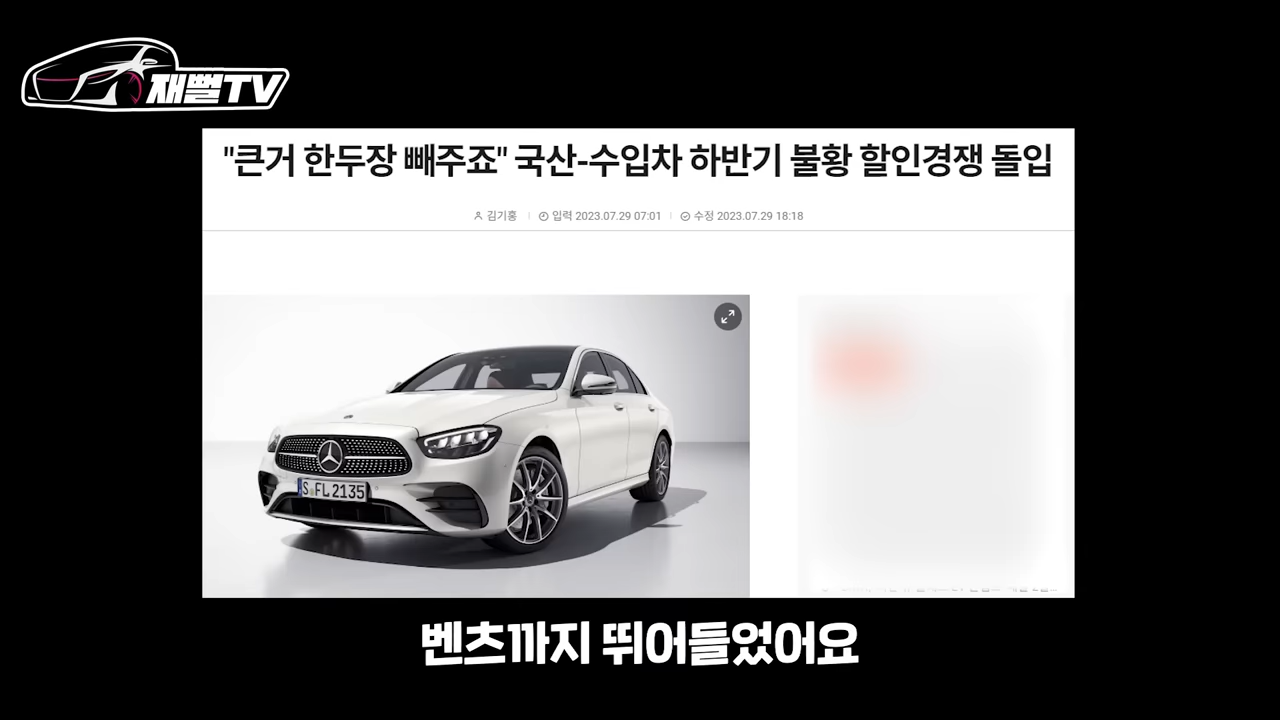 재뻘TV
"큰거 한두장 빼주죠" 국산-수입차 하반기 불황 할인경쟁 돌입
김기홍 입력 2023.07.29 07:01 수정 2023.07.29 18:18
S FL 2135
벤츠까지 뛰어들었어요